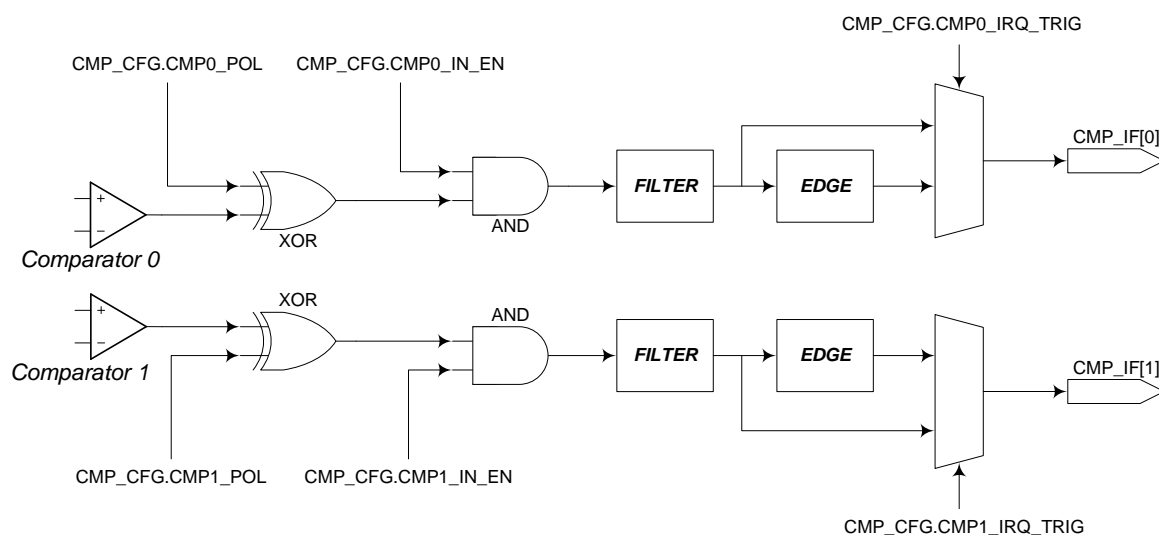 CMP_CFG.CMP0_IRQ_TRIG
CMP_CFG.CMP0_POL
CMP_CFG.CMP0_IN_EN
CMP_IF[0]
+
−
FILTER
EDGE
AND
XOR
Comparator 0
XOR
AND
+
−
FILTER
EDGE
Comparator 1
CMP_IF[1]
CMP_CFG.CMP1_POL
CMP_CFG.CMP1_IN_EN
CMP_CFG.CMP1_IRQ_TRIG